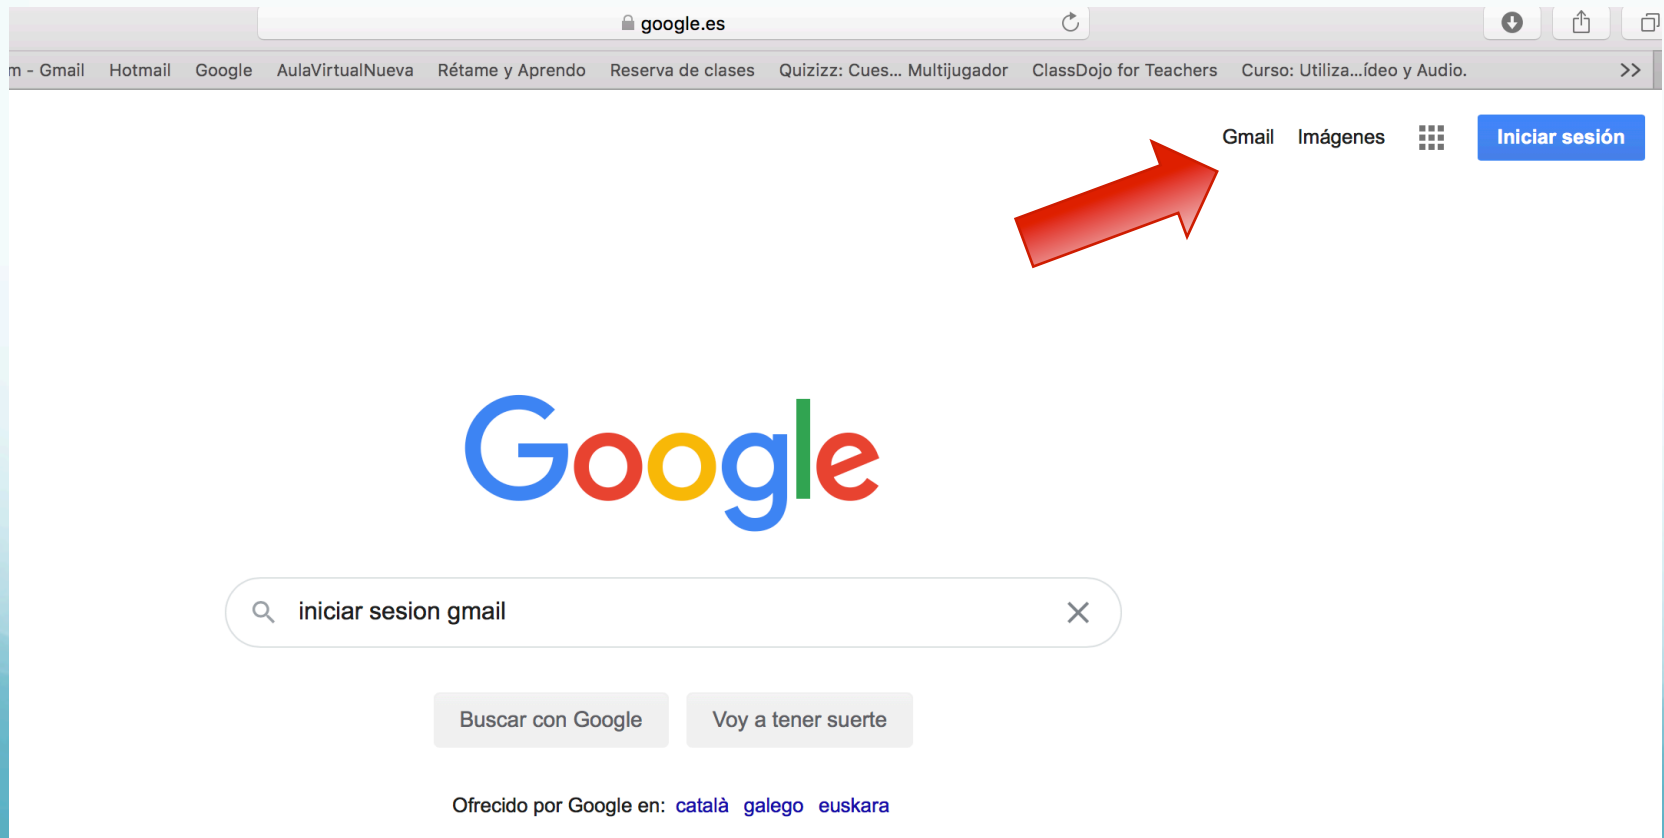 google.es
m - Gmail Hotmail Google AulaVirtualNueva Rétame y Aprendo Reserva de clases Quizizz: Cues... Multijugador ClassDojo for Teachers Curso: Utiliza...ídeo y Audio. >>
Gmail Imágenes Iniciar sesión
Google
iniciar sesion gmail
Buscar con Google Voy a tener suerte
Ofrecido por Google en: català galego euskara